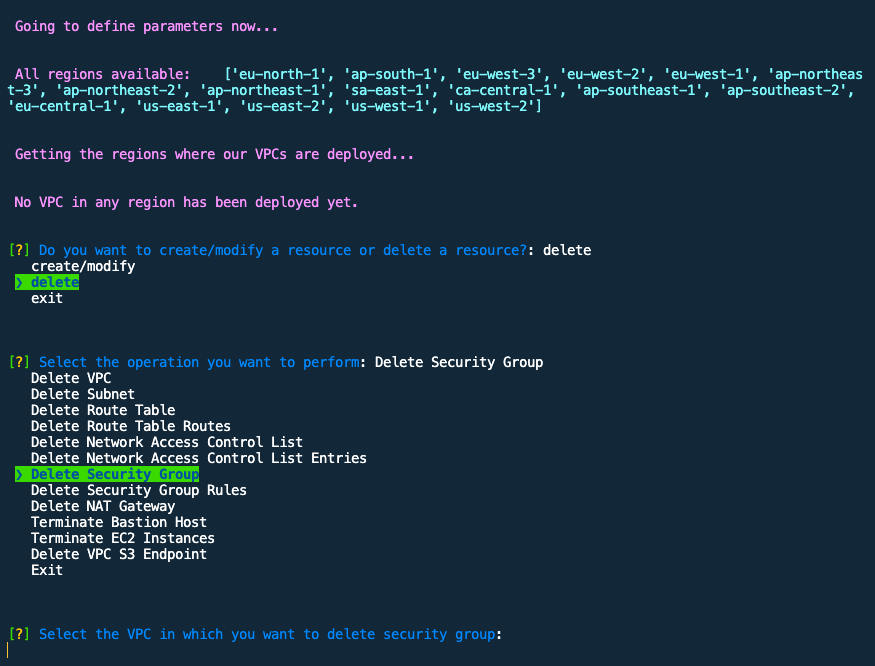 Going to define parameters now...
All regions available:    ['eu-north-1', 'ap-south-1', 'eu-west-3', 'eu-west-2', 'eu-west-1', 'ap-northeas
t-3', 'ap-northeast-2', 'ap-northeast-1', 'sa-east-1', 'ca-central-1', 'ap-southeast-1', 'ap-southeast-2',
'eu-central-1', 'us-east-1', 'us-east-2', 'us-west-1', 'us-west-2']
Getting the regions where our VPCs are deployed...
No VPC in any region has been deployed yet.
[?] Do you want to create/modify a resource or delete a resource?: delete
create/modify
❯ delete
exit
[?] Select the operation you want to perform: Delete Security Group
Delete VPC
Delete Subnet
Delete Route Table
Delete Route Table Routes
Delete Network Access Control List
Delete Network Access Control List Entries
❯ Delete Security Group
Delete Security Group Rules
Delete NAT Gateway
Terminate Bastion Host
Terminate EC2 Instances
Delete VPC S3 Endpoint
Exit
[?] Select the VPC in which you want to delete security group: